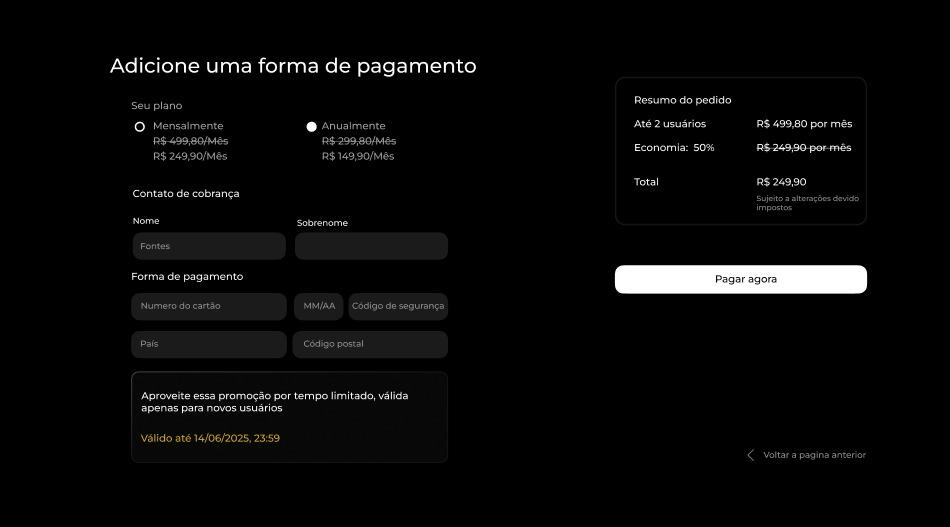 Adicione uma forma de pagamento
Seu plano
Mensalmente
R$ 499,80/Mês
R$ 249,90/Mês
Anualmente
R$ 299,80/Mês
R$ 149,90/Mês
Contato de cobrança
Nome
Sobrenome
Fontes
Forma de pagamento
Numero do cartão
MM/AA
Código de segurança
País
Código postal
Aproveite essa promoção por tempo limitado, válida
apenas para novos usuários
Válido até 14/06/2025, 23:59
Resumo do pedido
Até 2 usuários
R$ 499,80 por mês
Economia: 50%
R$ 249,90 por mês
Total
R$ 249,90
Sujeito a alterações devido
impostos
Pagar agora
Voltar a pagina anterior